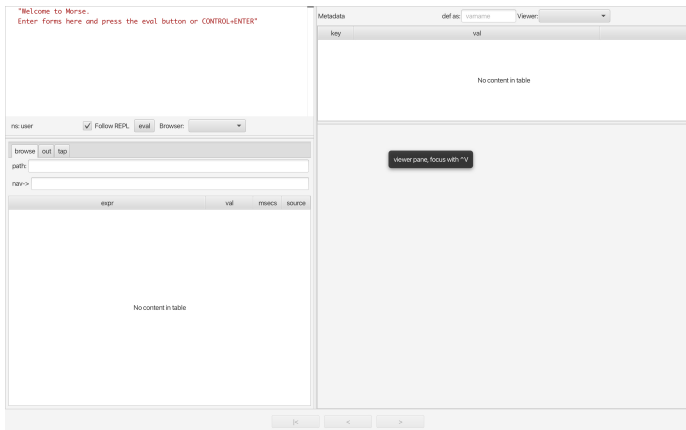 "Welcome to Morse.
Enter forms here and press the eval button or CONTROL+ENTER"
ns: user
Follow REPL
eval
Browser:
browse out tap
path:
nav->
expr val msecs source
No content in table
Metadata
def as: varname
Viewer:
key val
No content in table
viewer pane, focus with ^V
|< < >